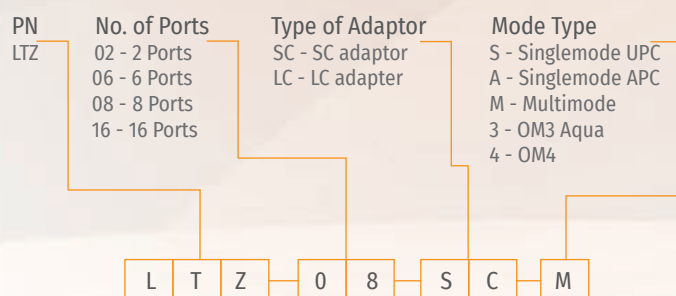 PN
LTZ
No. of Ports
02 - 2 Ports
06 - 6 Ports
08 - 8 Ports
16 - 16 Ports
Type of Adaptor
SC - SC adaptor
LC - LC adapter
Mode Type
S - Singlemode UPC
A - Singlemode APC
M - Multimode
3 - OM3 Aqua
4 - OM4
L T Z 0 8 S C M